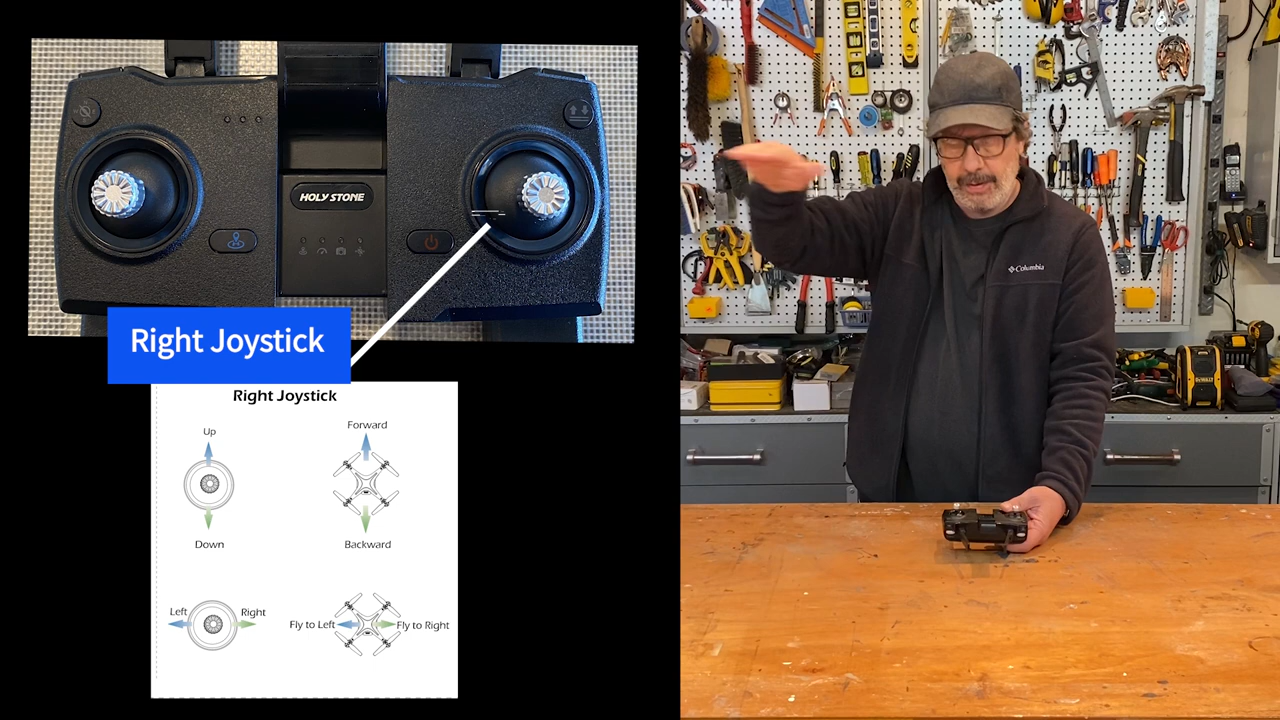 HOLY STONE
Right Joystick
Right Joystick
Up
Forward
Down
Backward
Left
Right
Fly to Left
Fly to Right
Columbia
DEWALT